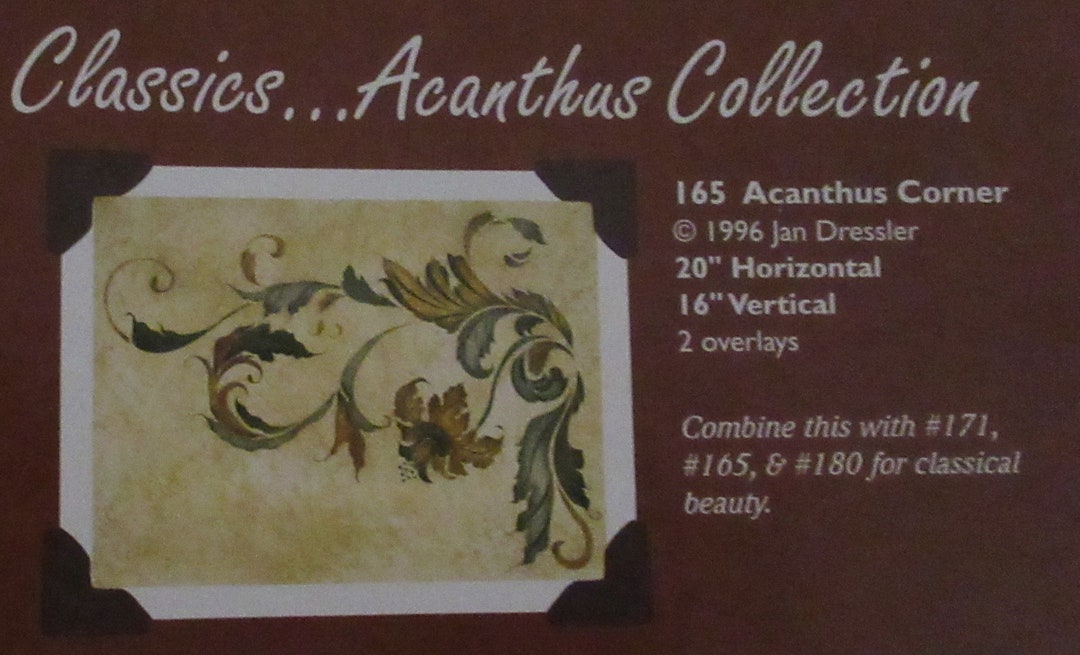 Classics...Acanthus Collection
165 Acanthus Corner
© 1996 Jan Dressler
20" Horizontal
16" Vertical
2 overlays
Combine this with #171,
#165, & #180 for classical
beauty.